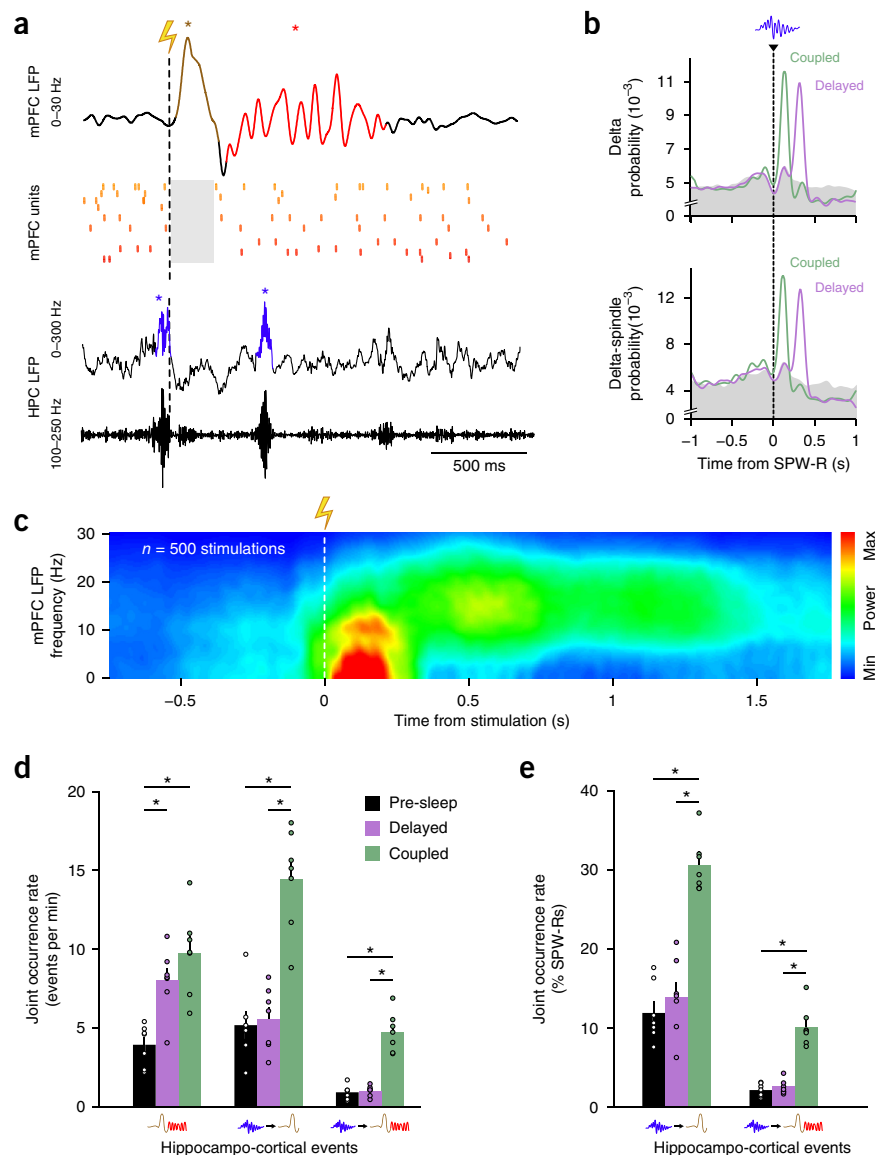 a
*
*
mPFC LFP
0–30 Hz
mPFC units
*
*
HPC LFP
0–300 Hz
100–250 Hz
500 ms
b
Coupled
Delayed
Delta
probability (10⁻³)
11
9
7
5
0
Coupled
Delayed
Delta-spindle
probability(10⁻³)
12
8
4
0
−1
−0.5
0
0.5
1
Time from SPW-R (s)
c
n = 500 stimulations
mPFC LFP
frequency (Hz)
30
20
10
0
−0.5
0
0.5
1
1.5
Time from stimulation (s)
Max
Power
Min
d
Joint occurrence rate
(events per min)
20
15
10
5
0
*
*
*
*
*
*
Pre-sleep
Delayed
Coupled
Hippocampo-cortical events
e
Joint occurrence rate
(% SPW-Rs)
40
30
20
10
0
*
*
*
*
Hippocampo-cortical events